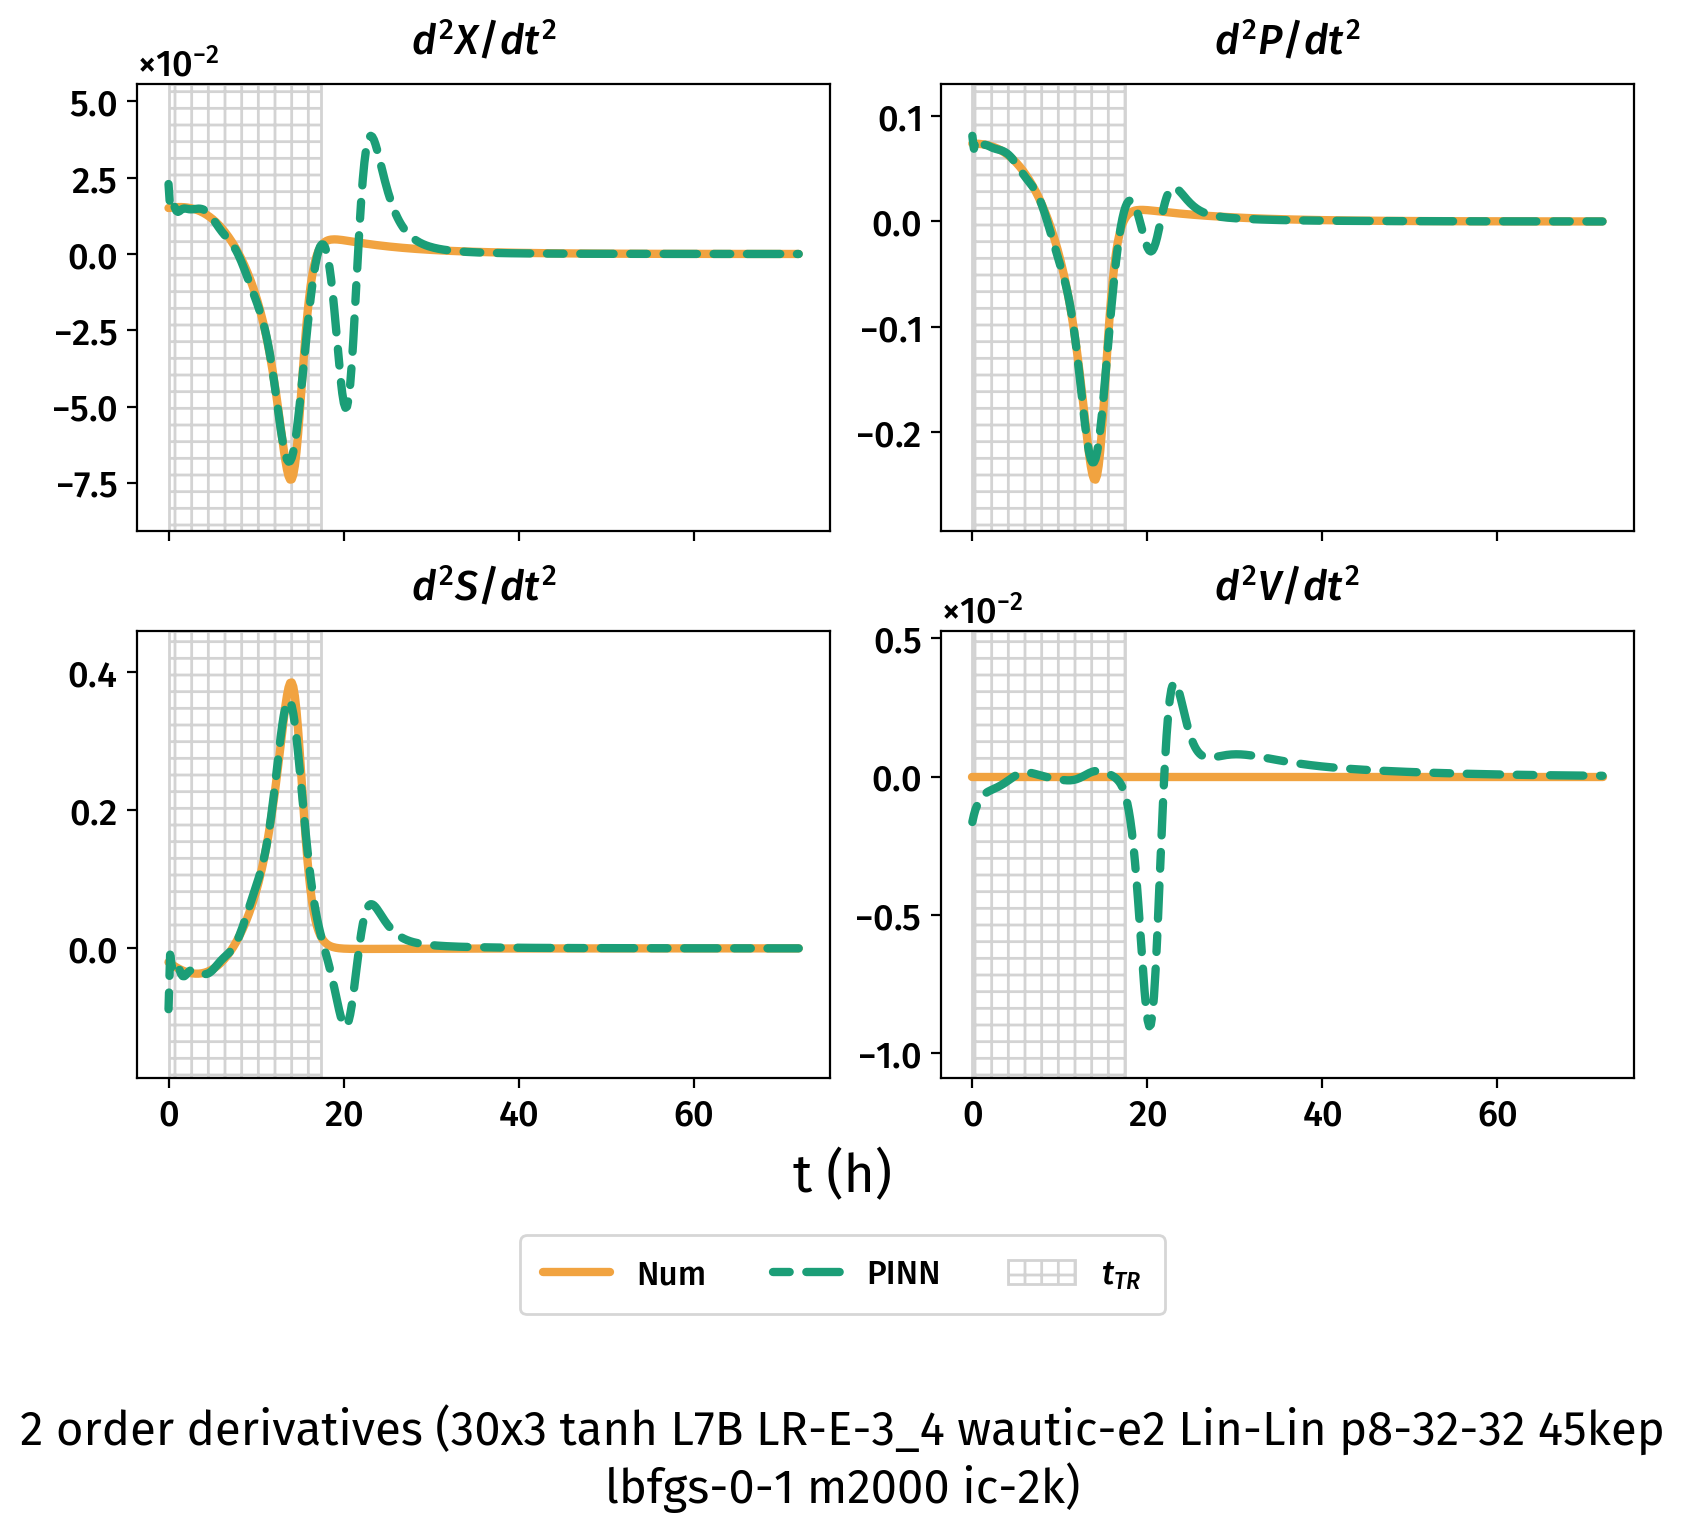 d²X/dt²
×10⁻²
5.0
2.5
0.0
−2.5
−5.0
−7.5
d²P/dt²
0.1
0.0
−0.1
−0.2
d²S/dt²
0.4
0.2
0.0
0 20 40 60
d²V/dt²
×10⁻²
0.5
0.0
−0.5
−1.0
0 20 40 60
t (h)
Num PINN t_TR
2 order derivatives (30x3 tanh L7B LR-E-3_4 wautic-e2 Lin-Lin p8-32-32 45kep
lbfgs-0-1 m2000 ic-2k)